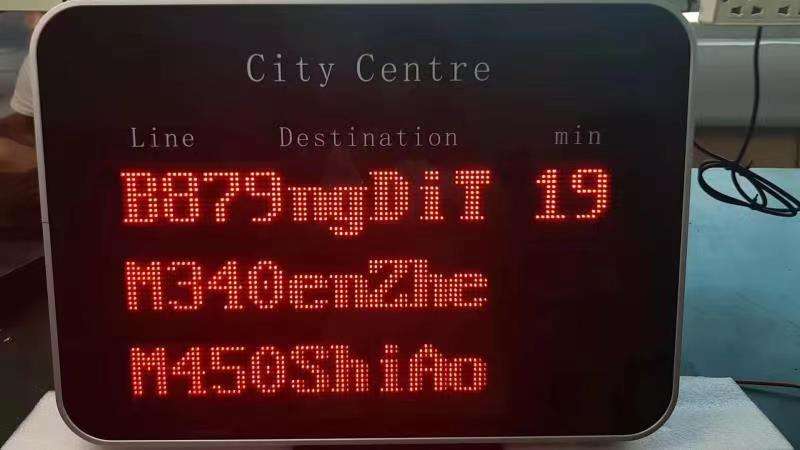 City Centre
Line Destination min
B879ngDiT 19
M340enZhe
M450ShiAo